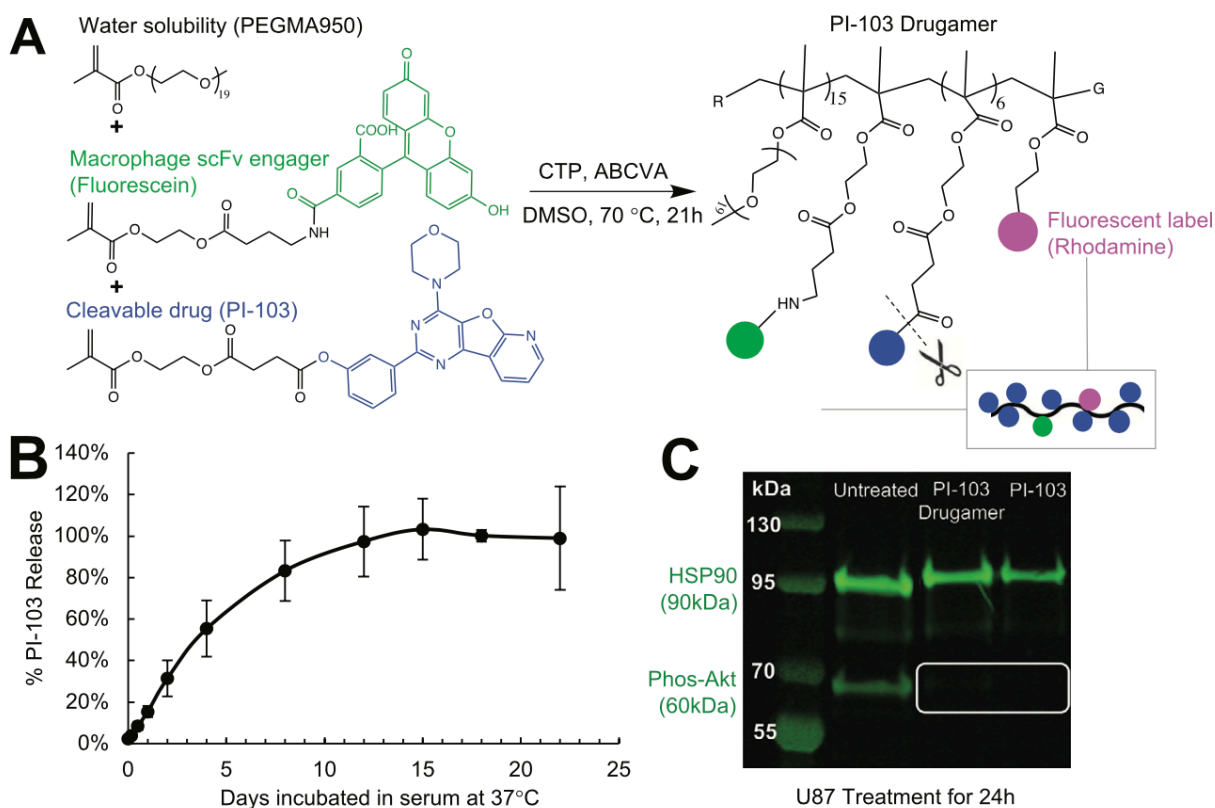 A
Water solubility (PEGMA950)
O
O
O
19
+
Macrophage scFv engager
(Fluorescein)
O
COOH
O
O
OH
NH
O
O
O
O
+
Cleavable drug (PI-103)
O
N
N
N
O
N
O
O
O
O
O
O
CTP, ABCVA
DMSO, 70 °C, 21h
PI-103 Drugamer
R
15
6
G
O
O
O
O
O
O
O
O
O
O
19
O
O
O
O
HN
O
Fluorescent label
(Rhodamine)
B
% PI-103 Release
140%
120%
100%
80%
60%
40%
20%
0%
0
5
10
15
20
25
Days incubated in serum at 37°C
C
kDa
Untreated
PI-103
Drugamer
PI-103
130
95
70
55
HSP90
(90kDa)
Phos-Akt
(60kDa)
U87 Treatment for 24h